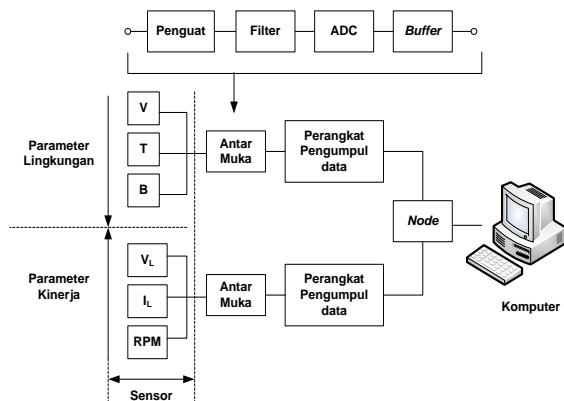 Penguat
Filter
ADC
Buffer
Parameter
Lingkungan
V
T
B
Antar
Muka
Perangkat
Pengumpul
data
Node
Komputer
Parameter
Kinerja
VL
IL
RPM
Antar
Muka
Perangkat
Pengumpul
data
Sensor